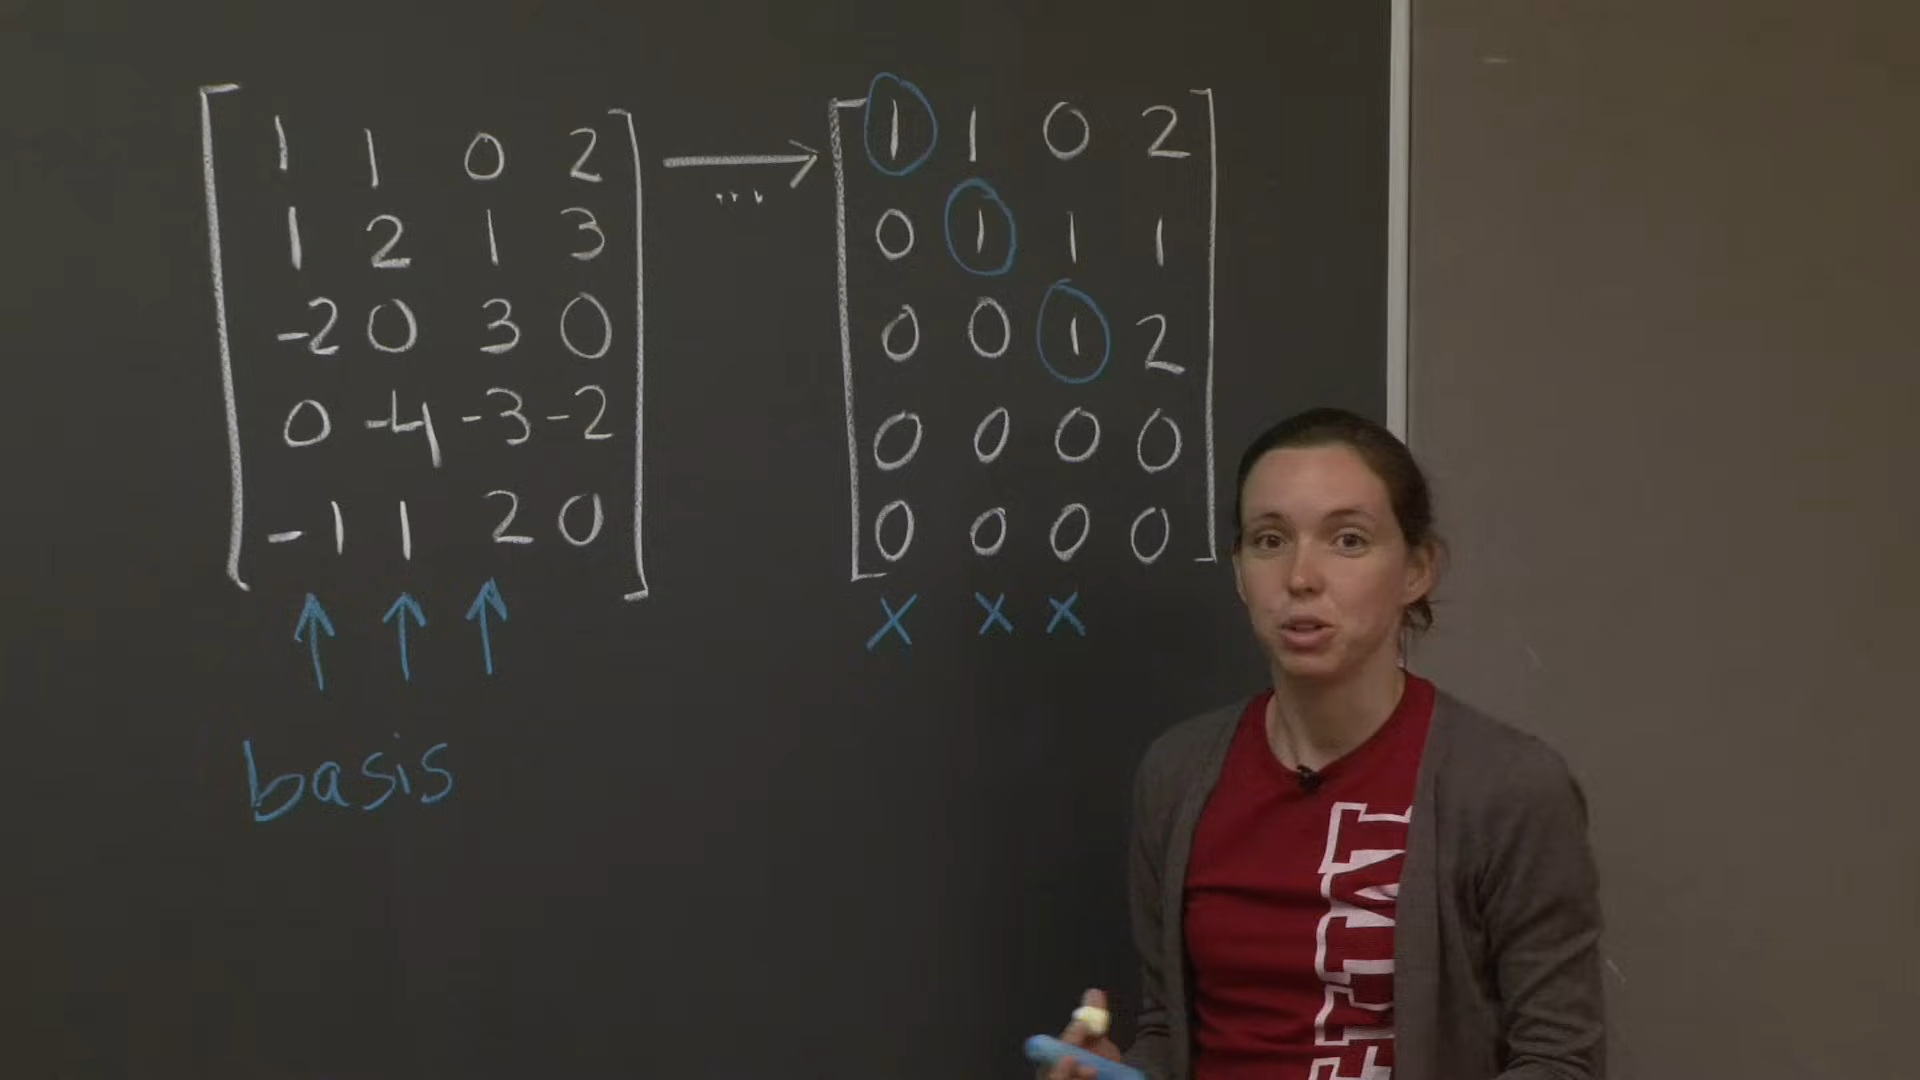 1 1 0 2
1 2 1 3
-2 0 3 0
0 -4 -3 -2
-1 1 2 0
basis
...
1 1 0 2
0 1 1 1
0 0 1 2
0 0 0 0
0 0 0 0
x x x